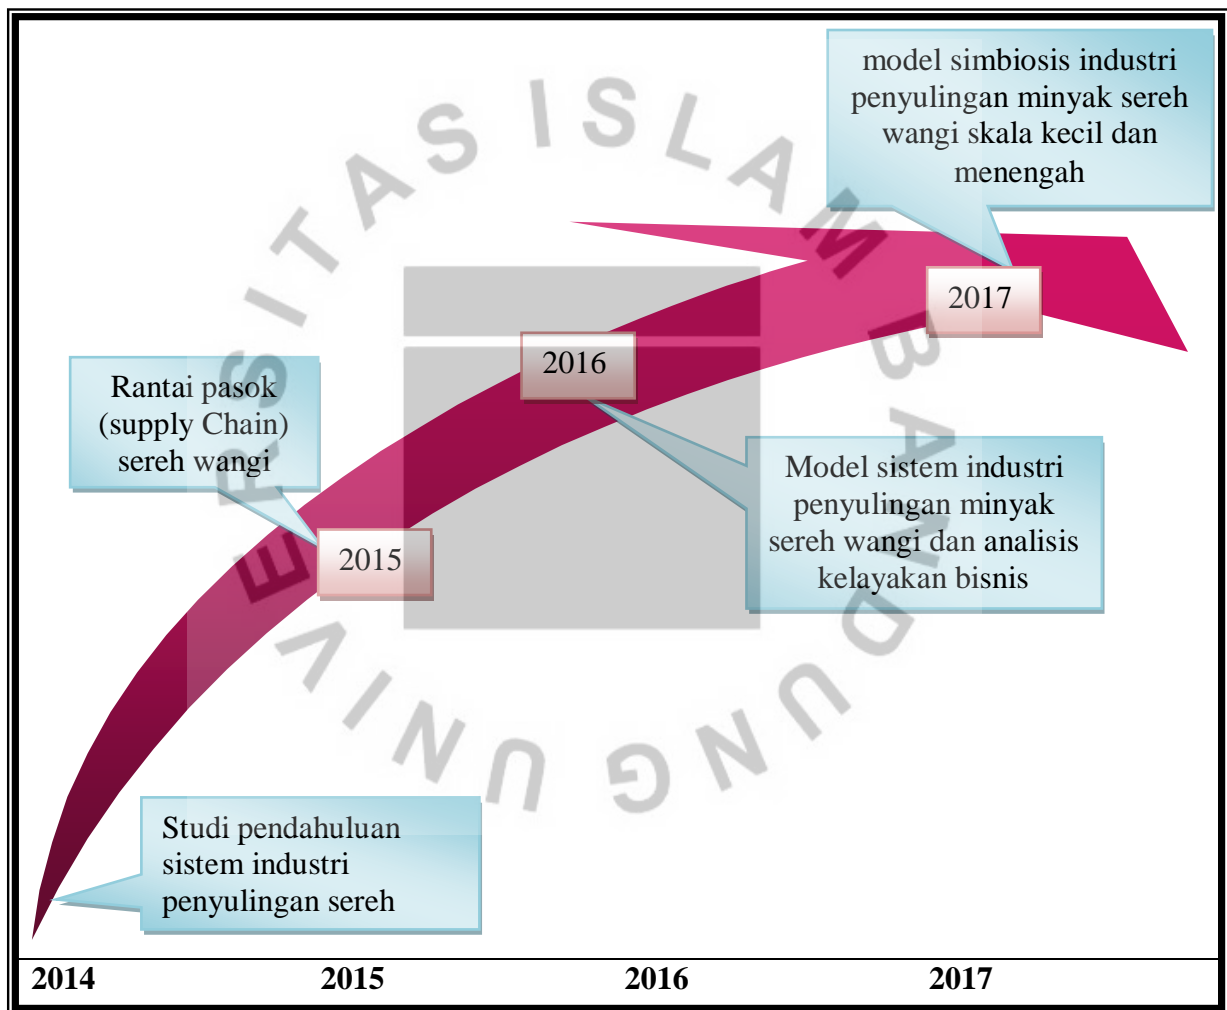 model simbiosis industri
penyulingan minyak sereh
wangi skala kecil dan
menengah
2017
2016
Rantai pasok
(supply Chain)
sereh wangi
Model sistem industri
penyulingan minyak
sereh wangi dan analisis
kelayakan bisnis
2015
Studi pendahuluan
sistem industri
penyulingan sereh
2014 2015 2016 2017
UNIVERSITAS ISLAM BANDUNG